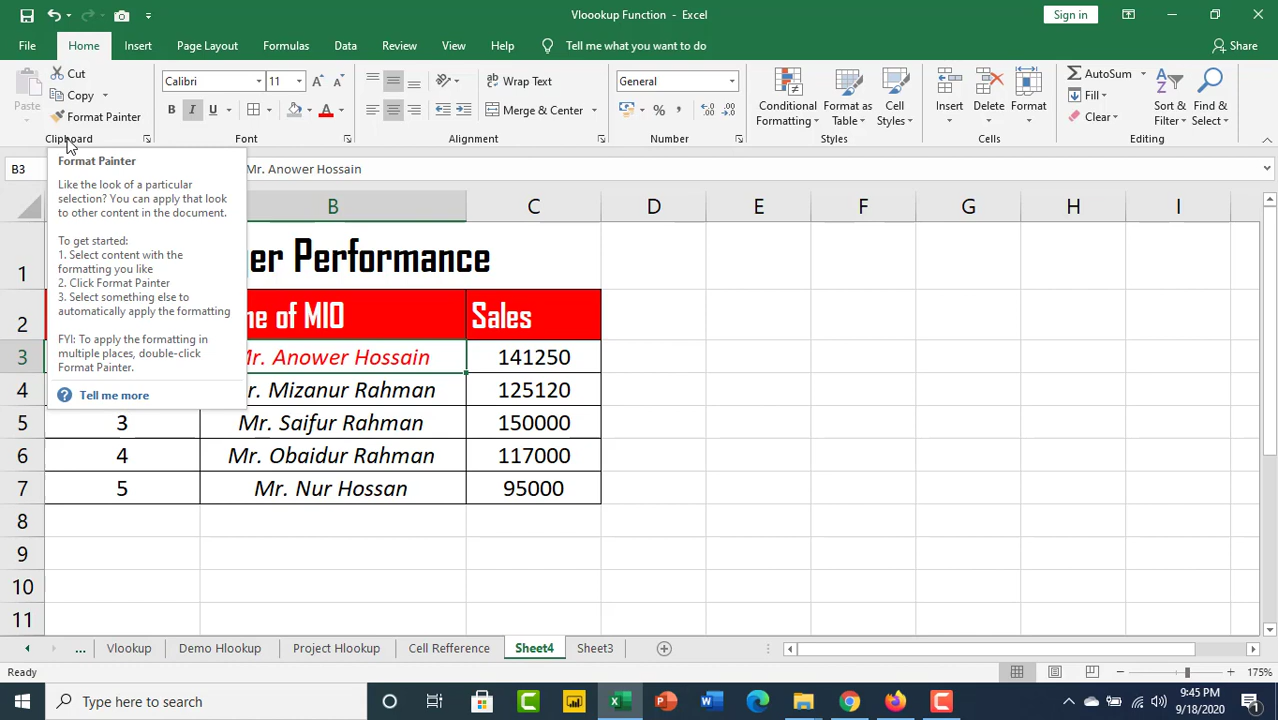 Vloookup Function - Excel
Sign in
File Home Insert Page Layout Formulas Data Review View Help Tell me what you want to do Share
Paste
Cut
Copy
Format Painter
Clipboard
Calibri 11
B I U
Font
Wrap Text
Merge & Center
Alignment
General
Number
Conditional Formatting
Format as Table
Cell Styles
Styles
Insert Delete Format
Cells
AutoSum
Fill
Clear
Sort & Filter
Find & Select
Editing
B3
Mr. Anower Hossain
Format Painter
Like the look of a particular
selection? You can apply that look
to other content in the document.
To get started:
1. Select content with the
formatting you like
2. Click Format Painter
3. Select something else to
automatically apply the formatting
FYI: To apply the formatting in
multiple places, double-click
Format Painter.
Tell me more
B C D E F G H I
1 er Performance
2 me of MIO Sales
3 Mr. Anower Hossain 141250
4 r. Mizanur Rahman 125120
5 3 Mr. Saifur Rahman 150000
6 4 Mr. Obaidur Rahman 117000
7 5 Mr. Nur Hossan 95000
8
9
10
11
... Vlookup Demo Hlookup Project Hlookup Cell Refference Sheet4 Sheet3
Ready
175%
Type here to search
9:45 PM
9/18/2020